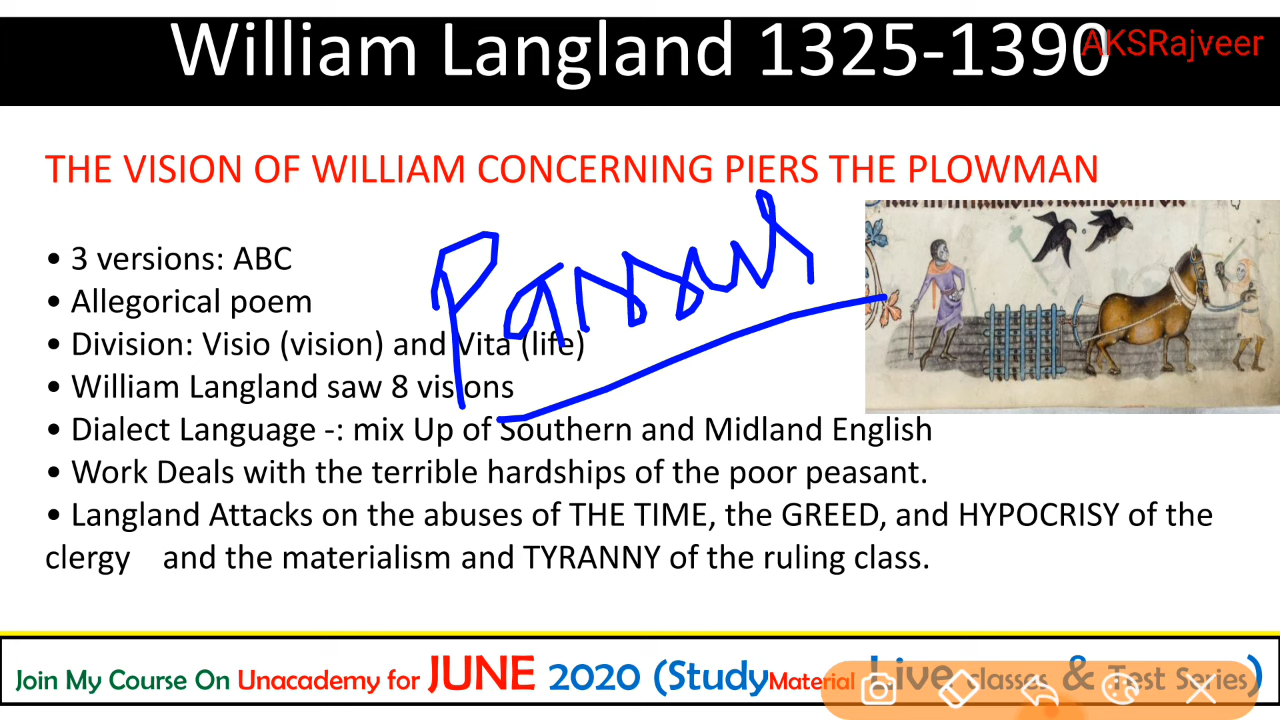 William Langland 1325-1390
AKSRajveer
THE VISION OF WILLIAM CONCERNING PIERS THE PLOWMAN
• 3 versions: ABC
• Allegorical poem
• Division: Visio (vision) and Vita (life)
• William Langland saw 8 visions
• Dialect Language -: mix Up of Southern and Midland English
• Work Deals with the terrible hardships of the poor peasant.
• Langland Attacks on the abuses of THE TIME, the GREED, and HYPOCRISY of the
clergy and the materialism and TYRANNY of the ruling class.
Join My Course On Unacademy for JUNE 2020 (Study Material Live classes & Test Series)